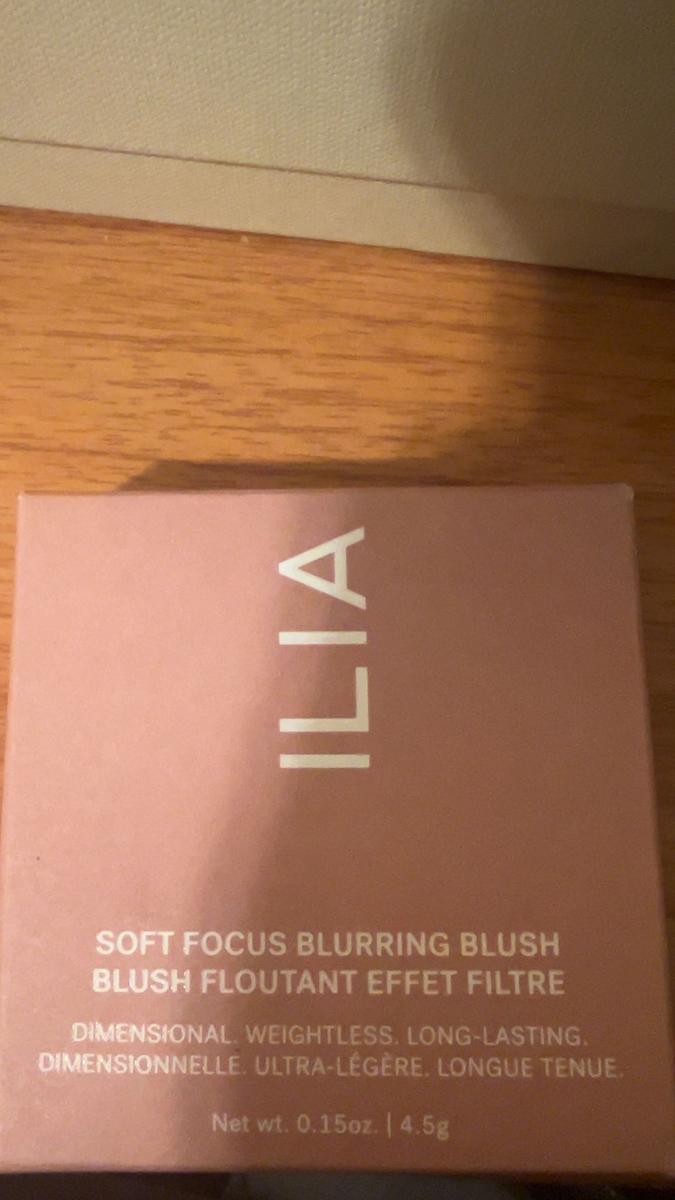 ILIA
SOFT FOCUS BLURRING BLUSH
BLUSH FLOUTANT EFFET FILTRE
DIMENSIONAL. WEIGHTLESS. LONG-LASTING.
DIMENSIONNELLE. ULTRA-LÉGÈRE. LONGUE TENUE.
Net wt. 0.15oz. | 4.5g